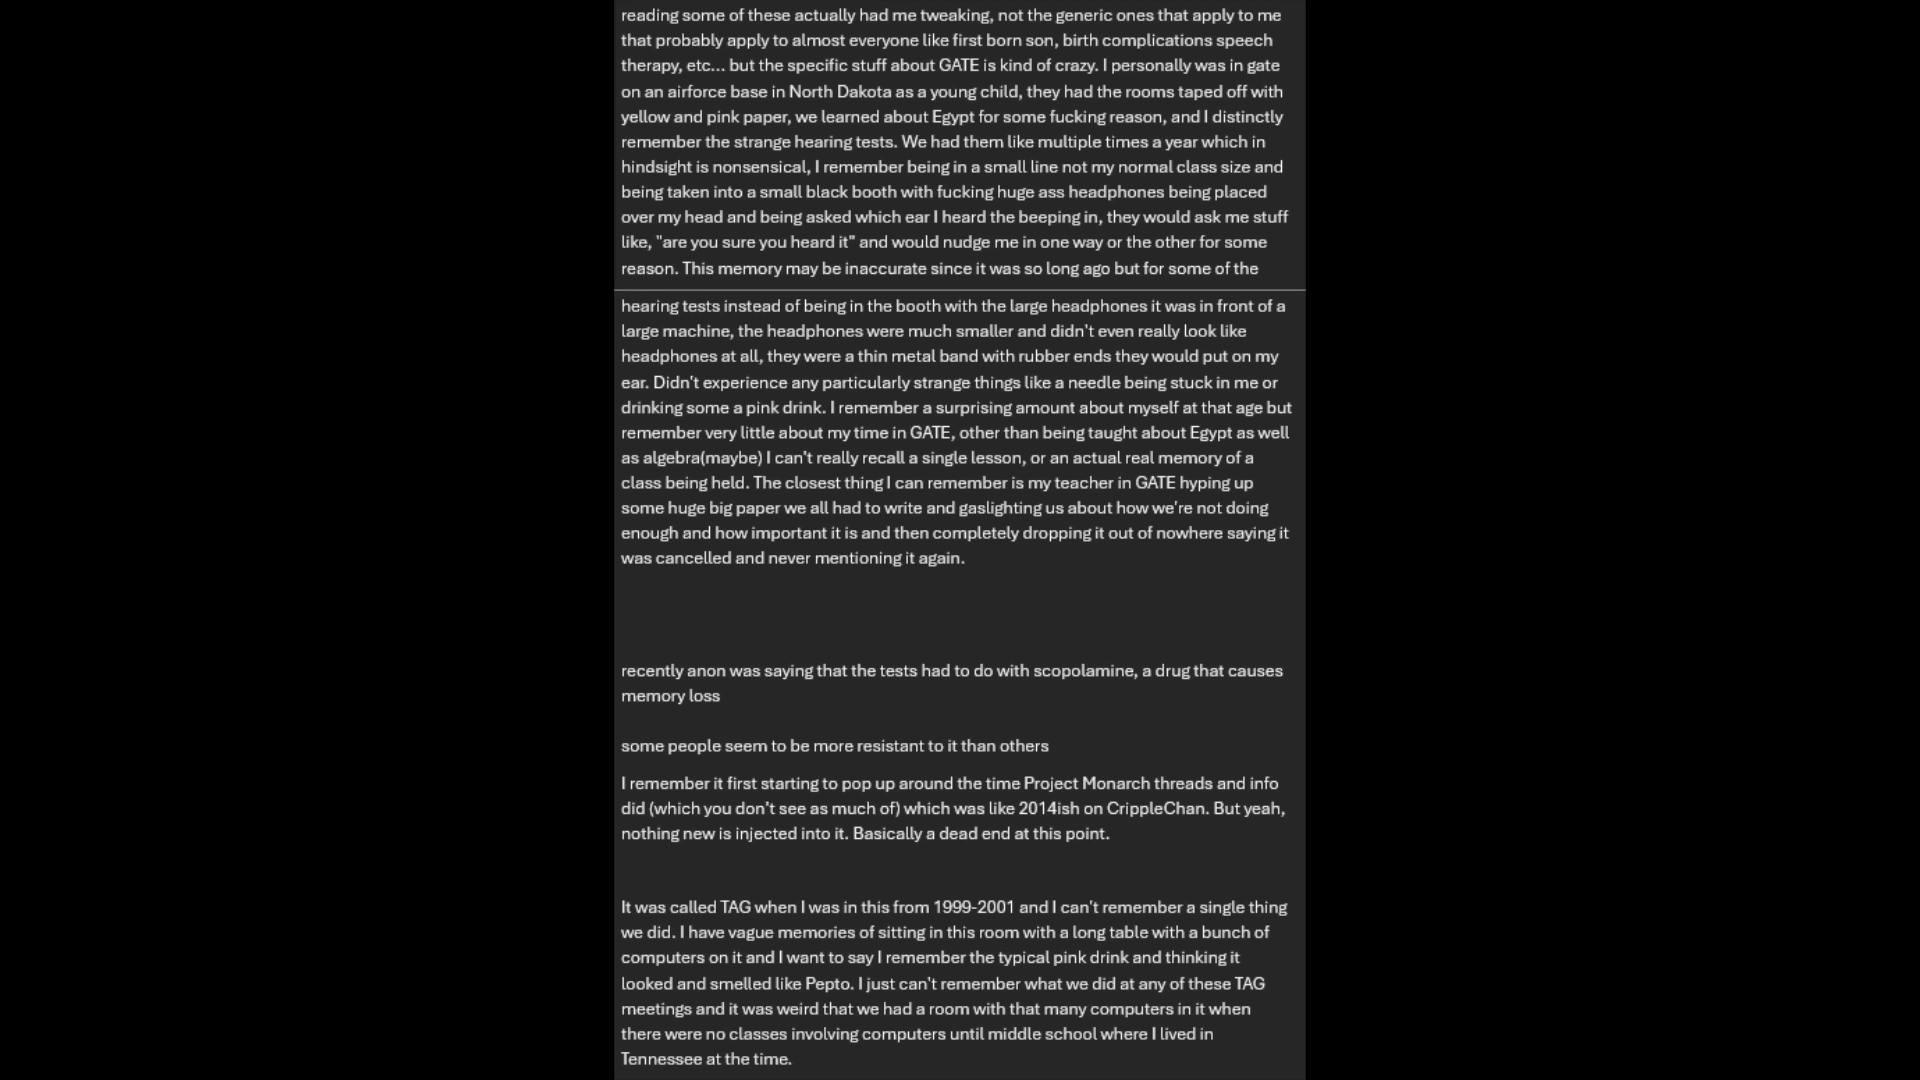 reading some of these actually had me tweaking, not the generic ones that apply to me
that probably apply to almost everyone like first born son, birth complications speech
therapy, etc... but the specific stuff about GATE is kind of crazy. I personally was in gate
on an airforce base in North Dakota as a young child, they had the rooms taped off with
yellow and pink paper, we learned about Egypt for some fucking reason, and I distinctly
remember the strange hearing tests. We had them like multiple times a year which in
hindsight is nonsensical, I remember being in a small line not my normal class size and
being taken into a small black booth with fucking huge ass headphones being placed
over my head and being asked which ear I heard the beeping in, they would ask me stuff
like, "are you sure you heard it" and would nudge me in one way or the other for some
reason. This memory may be inaccurate since it was so long ago but for some of the
hearing tests instead of being in the booth with the large headphones it was in front of a
large machine, the headphones were much smaller and didn't even really look like
headphones at all, they were a thin metal band with rubber ends they would put on my
ear. Didn't experience any particularly strange things like a needle being stuck in me or
drinking some a pink drink. I remember a surprising amount about myself at that age but
remember very little about my time in GATE, other than being taught about Egypt as well
as algebra(maybe) I can't really recall a single lesson, or an actual real memory of a
class being held. The closest thing I can remember is my teacher in GATE hyping up
some huge big paper we all had to write and gaslighting us about how we're not doing
enough and how important it is and then completely dropping it out of nowhere saying it
was cancelled and never mentioning it again.
recently anon was saying that the tests had to do with scopolamine, a drug that causes
memory loss
some people seem to be more resistant to it than others
I remember it first starting to pop up around the time Project Monarch threads and info
did (which you don't see as much of) which was like 2014ish on CrippleChan. But yeah,
nothing new is injected into it. Basically a dead end at this point.
It was called TAG when I was in this from 1999-2001 and I can't remember a single thing
we did. I have vague memories of sitting in this room with a long table with a bunch of
computers on it and I want to say I remember the typical pink drink and thinking it
looked and smelled like Pepto. I just can't remember what we did at any of these TAG
meetings and it was weird that we had a room with that many computers in it when
there were no classes involving computers until middle school where I lived in
Tennessee at the time.